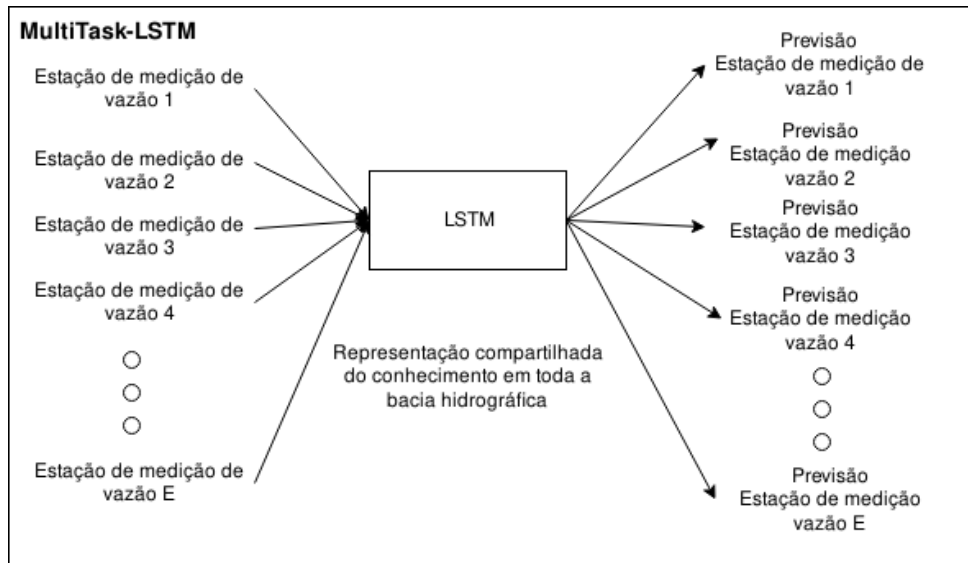 MultiTask-LSTM
Estação de medição de
vazão 1
Estação de medição de
vazão 2
Estação de medição de
vazão 3
Estação de medição de
vazão 4
Estação de medição de
vazão E
LSTM
Representação compartilhada
do conhecimento em toda a
bacia hidrográfica
Previsão
Estação de medição de
vazão 1
Previsão
Estação de medição
vazão 2
Previsão
Estação de medição
vazão 3
Previsão
Estação de medição
vazão 4
Previsão
Estação de medição
vazão E